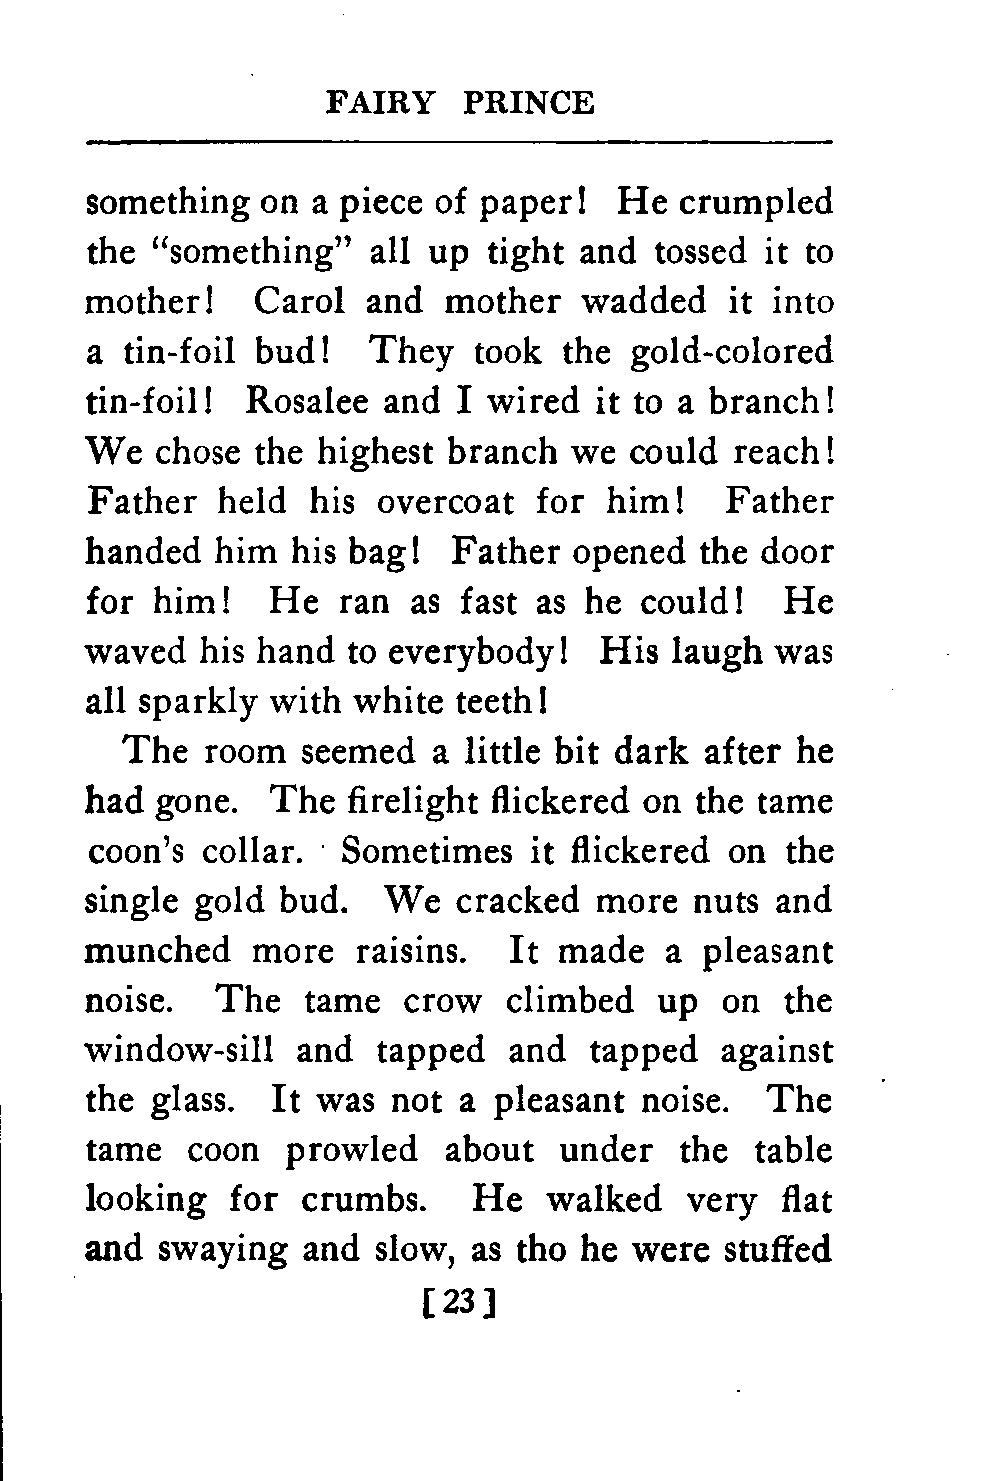 FAIRY PRINCE
something on a piece of paper! He crumpled
the “something” all up tight and tossed it to
mother! Carol and mother wadded it into
a tin-foil bud! They took the gold-colored
tin-foil! Rosalee and I wired it to a branch!
We chose the highest branch we could reach!
Father held his overcoat for him! Father
handed him his bag! Father opened the door
for him! He ran as fast as he could! He
waved his hand to everybody! His laugh was
all sparkly with white teeth!
The room seemed a little bit dark after he
had gone. The firelight flickered on the tame
coon's collar. Sometimes it flickered on the
single gold bud. We cracked more nuts and
munched more raisins. It made a pleasant
noise. The tame crow climbed up on the
window-sill and tapped and tapped against
the glass. It was not a pleasant noise. The
tame coon prowled about under the table
looking for crumbs. He walked very flat
and swaying and slow, as tho he were stuffed
[23]